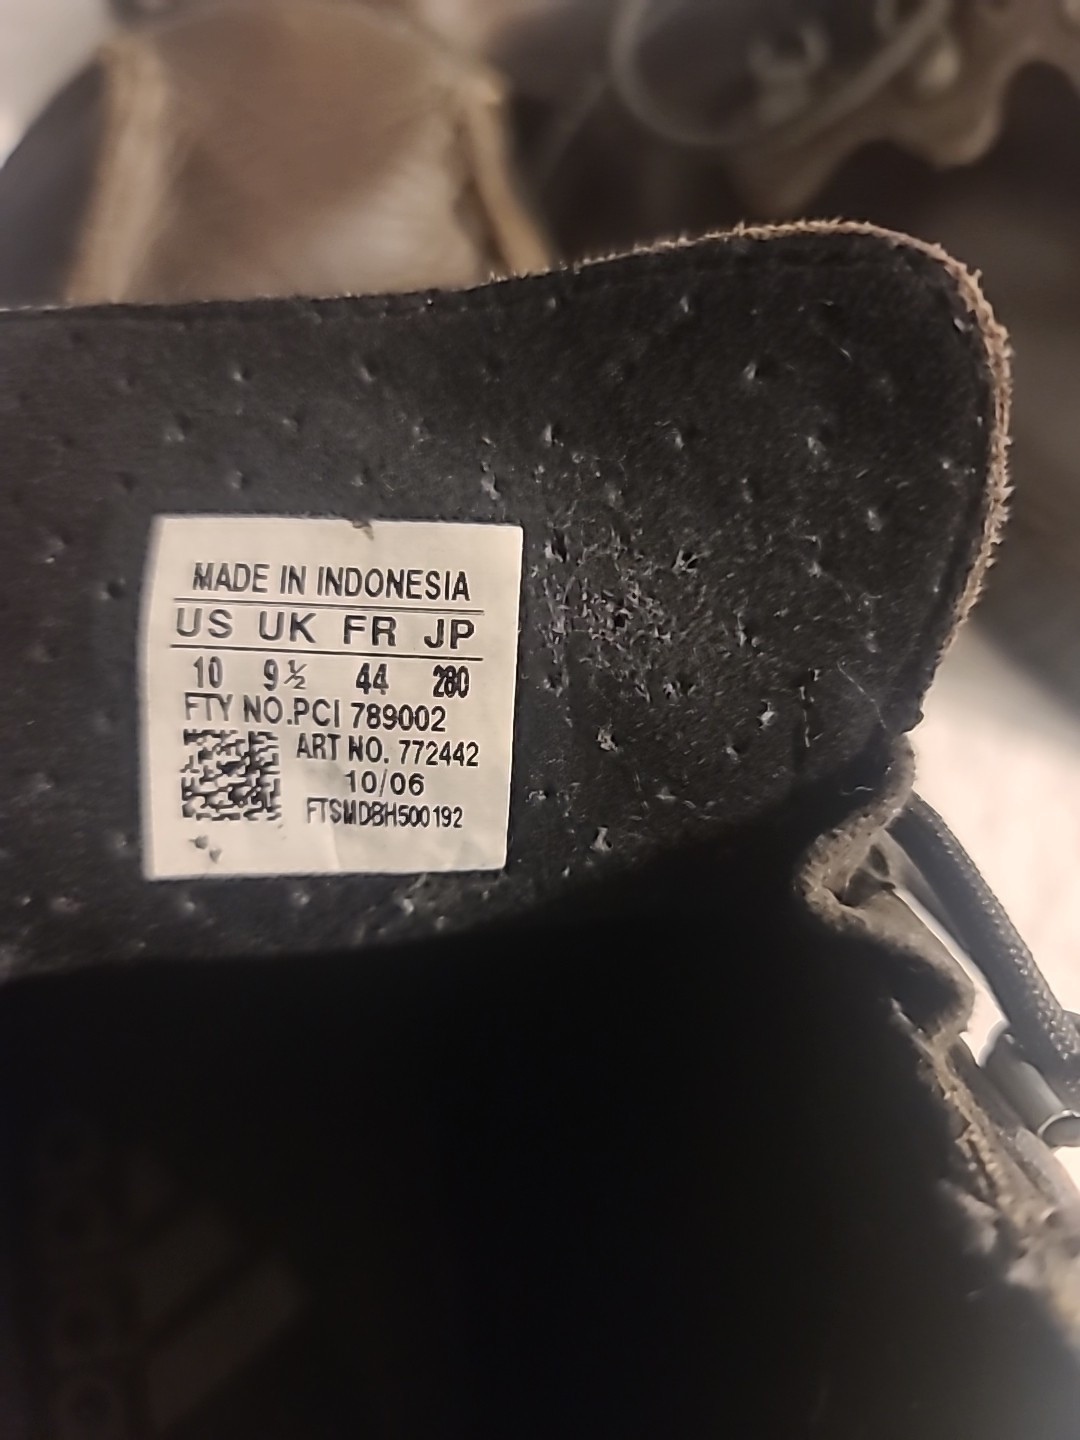 MADE IN INDONESIA
US UK FR JP
10 9½ 44 280
FTY NO.PCI 789002
ART NO. 772442
10/06
FTSMDBH500192